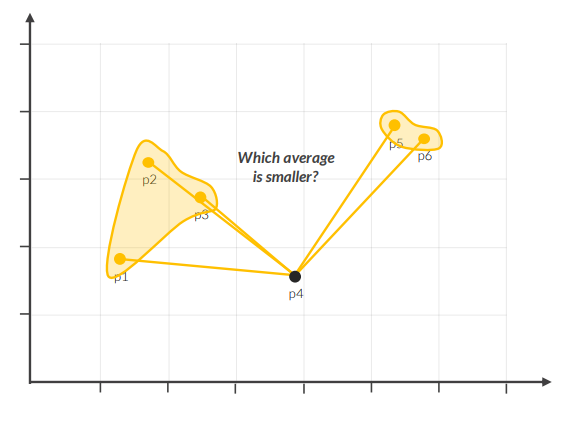 Which average
is smaller?
p5
p6
p2
p3
p1
p4